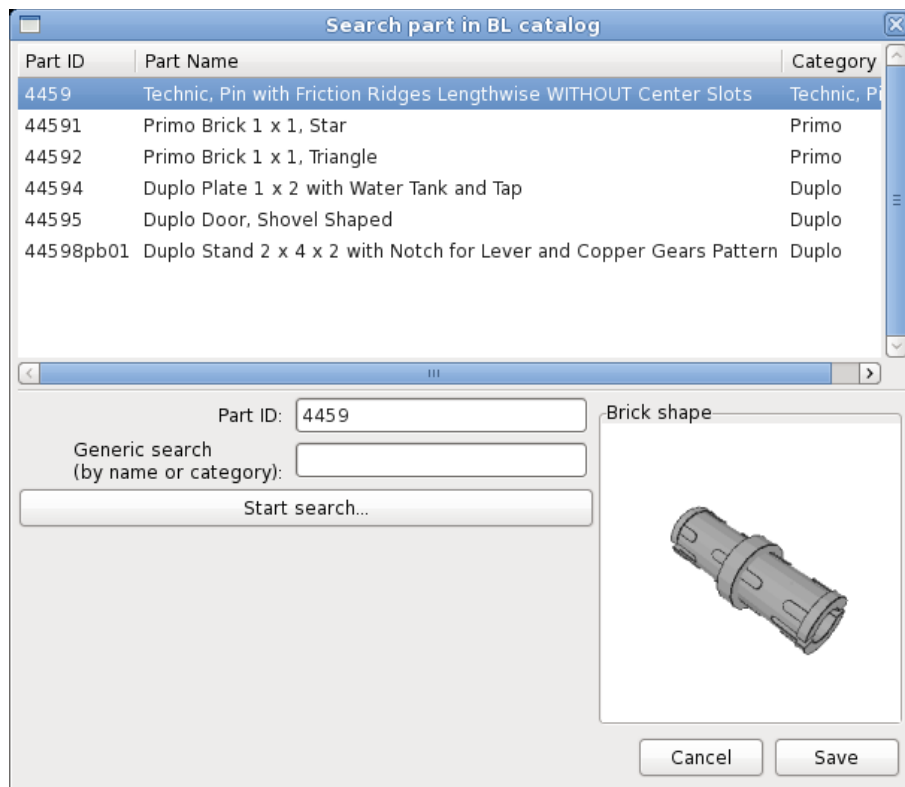 Search part in BL catalog
Part ID Part Name Category
4459 Technic, Pin with Friction Ridges Lengthwise WITHOUT Center Slots Technic, Pi
44591 Primo Brick 1 x 1, Star Primo
44592 Primo Brick 1 x 1, Triangle Primo
44594 Duplo Plate 1 x 2 with Water Tank and Tap Duplo
44595 Duplo Door, Shovel Shaped Duplo
44598pb01 Duplo Stand 2 x 4 x 2 with Notch for Lever and Copper Gears Pattern Duplo
Part ID: 4459
Brick shape
Generic search
(by name or category):
Start search...
Cancel Save